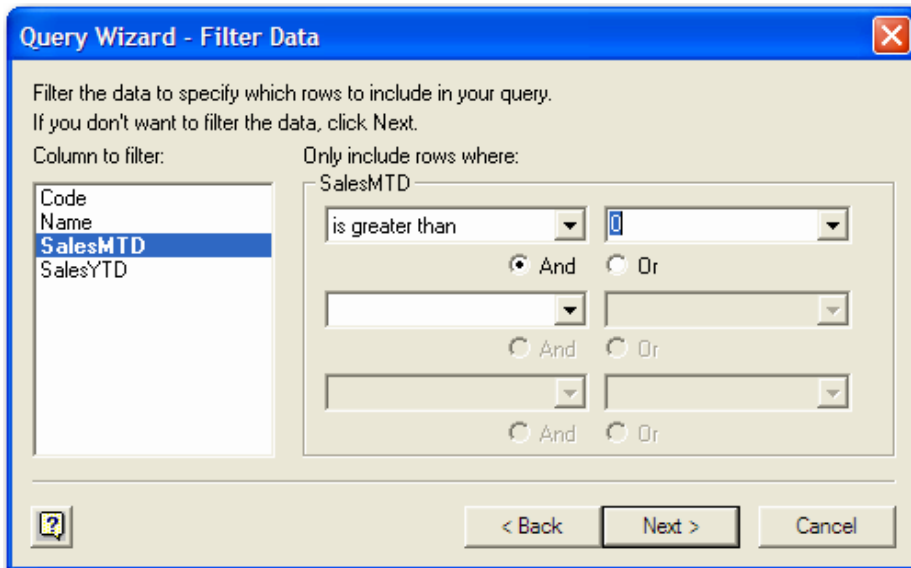 Query Wizard - Filter Data
Filter the data to specify which rows to include in your query.
If you don't want to filter the data, click Next.
Column to filter:
Only include rows where:
Code
Name
SalesMTD
SalesYTD
SalesMTD
is greater than
0
And
Or
And
Or
And
Or
?
< Back
Next >
Cancel